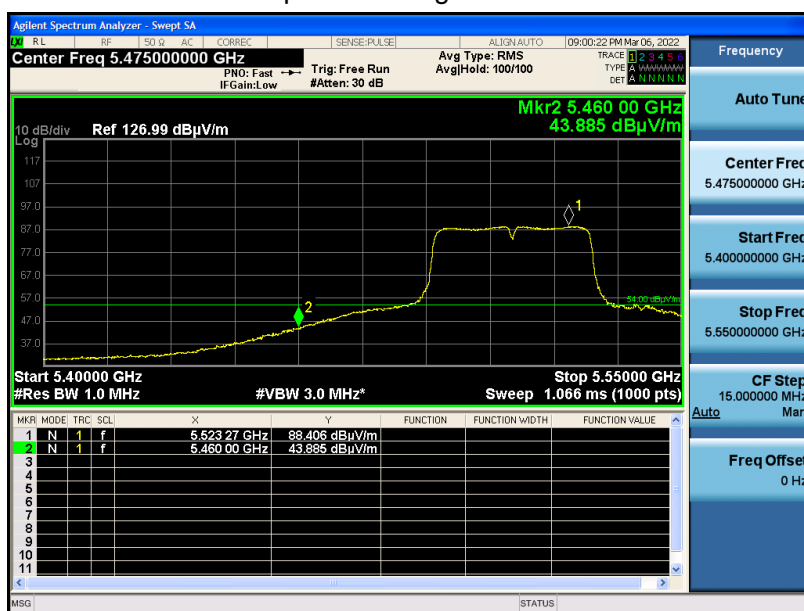 Agilent Spectrum Analyzer - Swept SA
RL RF 50 Ω AC CORREC SENSE:PULSE ALIGN AUTO 09:00:22 PM Mar 06, 2022
Center Freq 5.475000000 GHz
PNO: Fast
IFGain:Low
Trig: Free Run
#Atten: 30 dB
Avg Type: RMS
Avg|Hold: 100/100
TRACE 1 2 3 4 5 6
TYPE A
DET A N N N N N
Mkr2 5.460 00 GHz
43.885 dBµV/m
10 dB/div Ref 126.99 dBµV/m
Log
117
107
97.0
87.0
77.0
67.0
57.0
47.0
37.0
1
2
54.00 dBµV/m
Start 5.40000 GHz Stop 5.55000 GHz
#Res BW 1.0 MHz #VBW 3.0 MHz* Sweep 1.066 ms (1000 pts)
MKR MODE TRC SCL X Y FUNCTION FUNCTION WIDTH FUNCTION VALUE
1 N 1 f 5.523 27 GHz 88.406 dBµV/m
2 N 1 f 5.460 00 GHz 43.885 dBµV/m
3
4
5
6
7
8
9
10
11
MSG STATUS
Frequency
Auto Tune
Center Freq
5.475000000 GHz
Start Freq
5.400000000 GHz
Stop Freq
5.550000000 GHz
CF Step
15.000000 MHz
Auto Man
Freq Offset
0 Hz